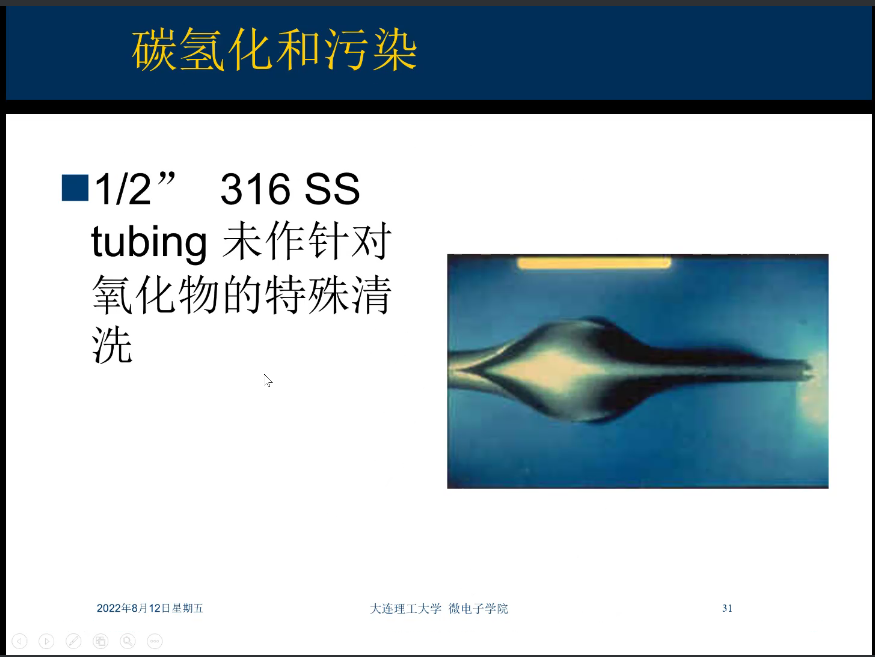 碳氢化和污染
■1/2” 316 SS
tubing 未作针对
氧化物的特殊清
洗
2022年8月12日星期五
大连理工大学 微电子学院
31